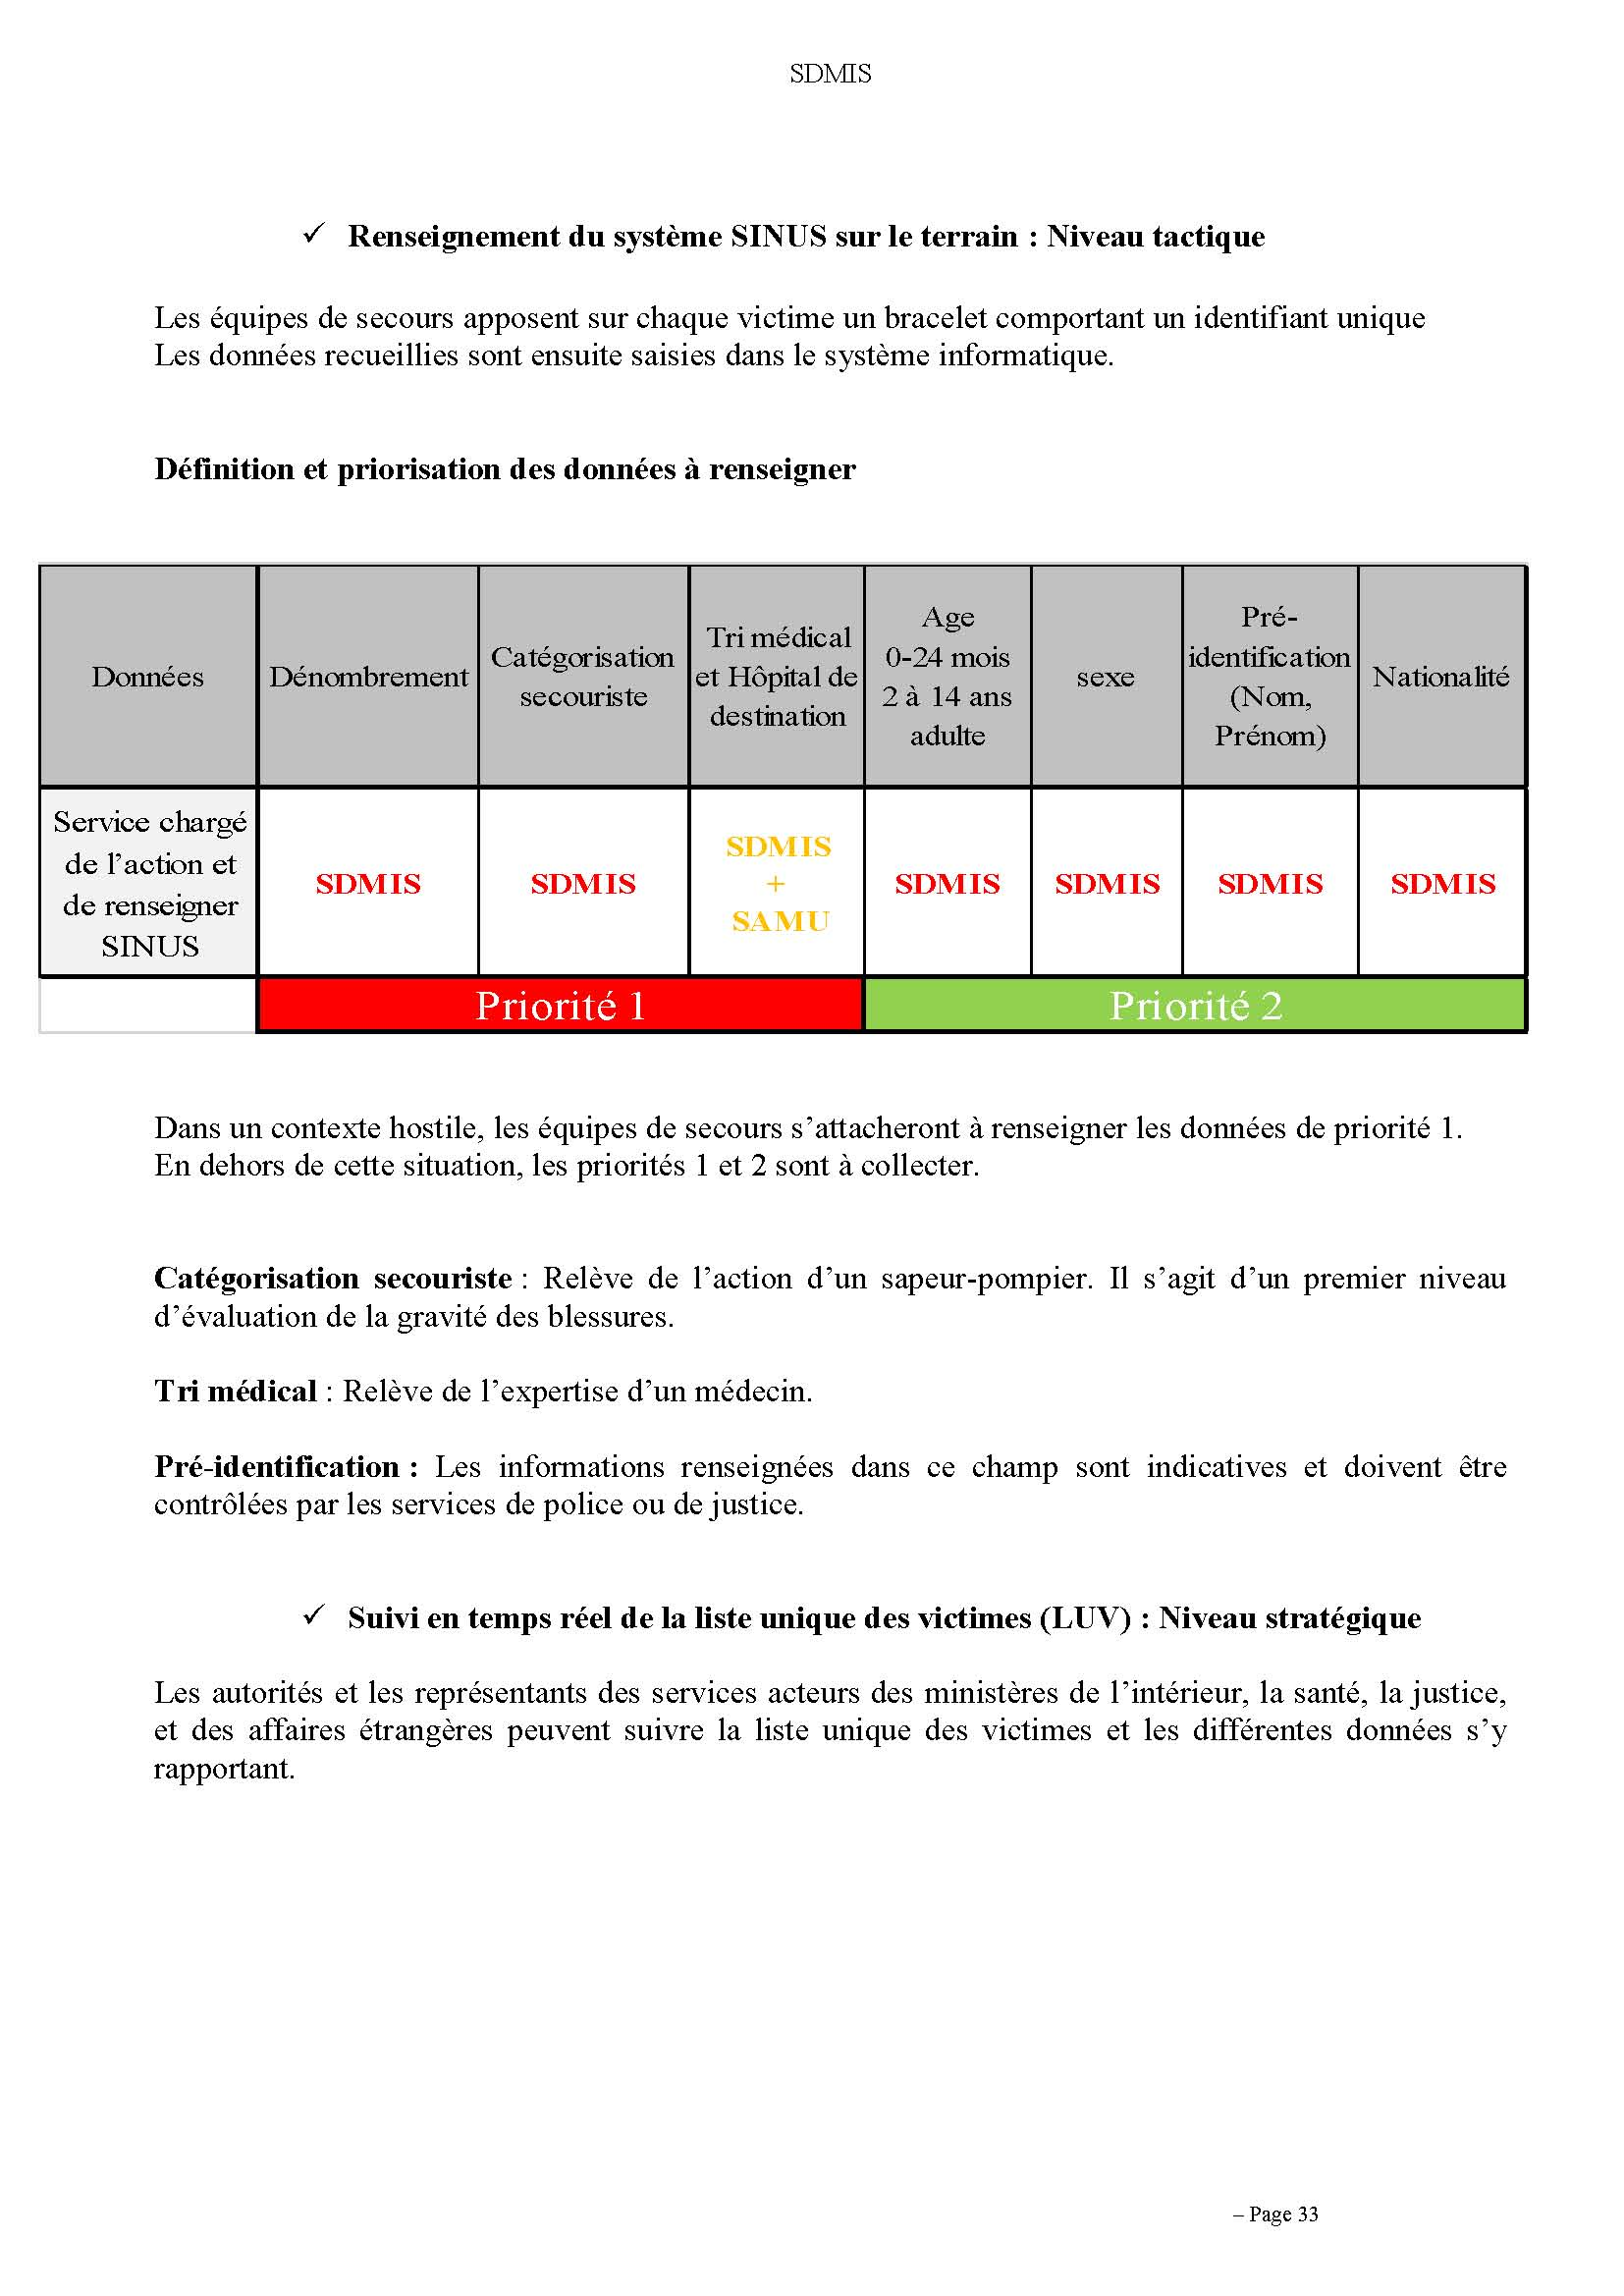 SDMIS
✓ Renseignement du système SINUS sur le terrain : Niveau tactique
Les équipes de secours apposent sur chaque victime un bracelet comportant un identifiant unique
Les données recueillies sont ensuite saisies dans le système informatique.
Définition et priorisation des données à renseigner
Données
Dénombrement
Catégorisation
secouriste
Tri médical
et Hôpital de
destination
Age
0-24 mois
2 à 14 ans
adulte
sexe
Pré-
identification
(Nom,
Prénom)
Nationalité
Service chargé
de l’action et
de renseigner
SINUS
SDMIS
SDMIS
SDMIS
+
SAMU
SDMIS
SDMIS
SDMIS
SDMIS
Priorité 1
Priorité 2
Dans un contexte hostile, les équipes de secours s’attacheront à renseigner les données de priorité 1.
En dehors de cette situation, les priorités 1 et 2 sont à collecter.
Catégorisation secouriste : Relève de l’action d’un sapeur-pompier. Il s’agit d’un premier niveau
d’évaluation de la gravité des blessures.
Tri médical : Relève de l’expertise d’un médecin.
Pré-identification : Les informations renseignées dans ce champ sont indicatives et doivent être
contrôlées par les services de police ou de justice.
✓ Suivi en temps réel de la liste unique des victimes (LUV) : Niveau stratégique
Les autorités et les représentants des services acteurs des ministères de l’intérieur, la santé, la justice,
et des affaires étrangères peuvent suivre la liste unique des victimes et les différentes données s’y
rapportant.
– Page 33